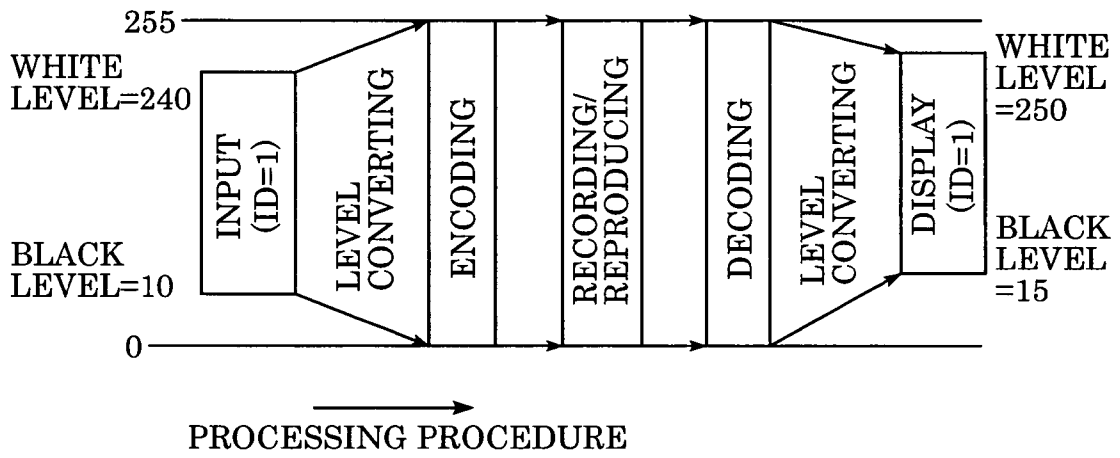 255
WHITE
LEVEL=240
INPUT
(ID=1)
BLACK
LEVEL=10
0
LEVEL
CONVERTING
ENCODING
RECORDING/
REPRODUCING
DECODING
LEVEL
CONVERTING
DISPLAY
(ID=1)
WHITE
LEVEL
=250
BLACK
LEVEL
=15
PROCESSING PROCEDURE